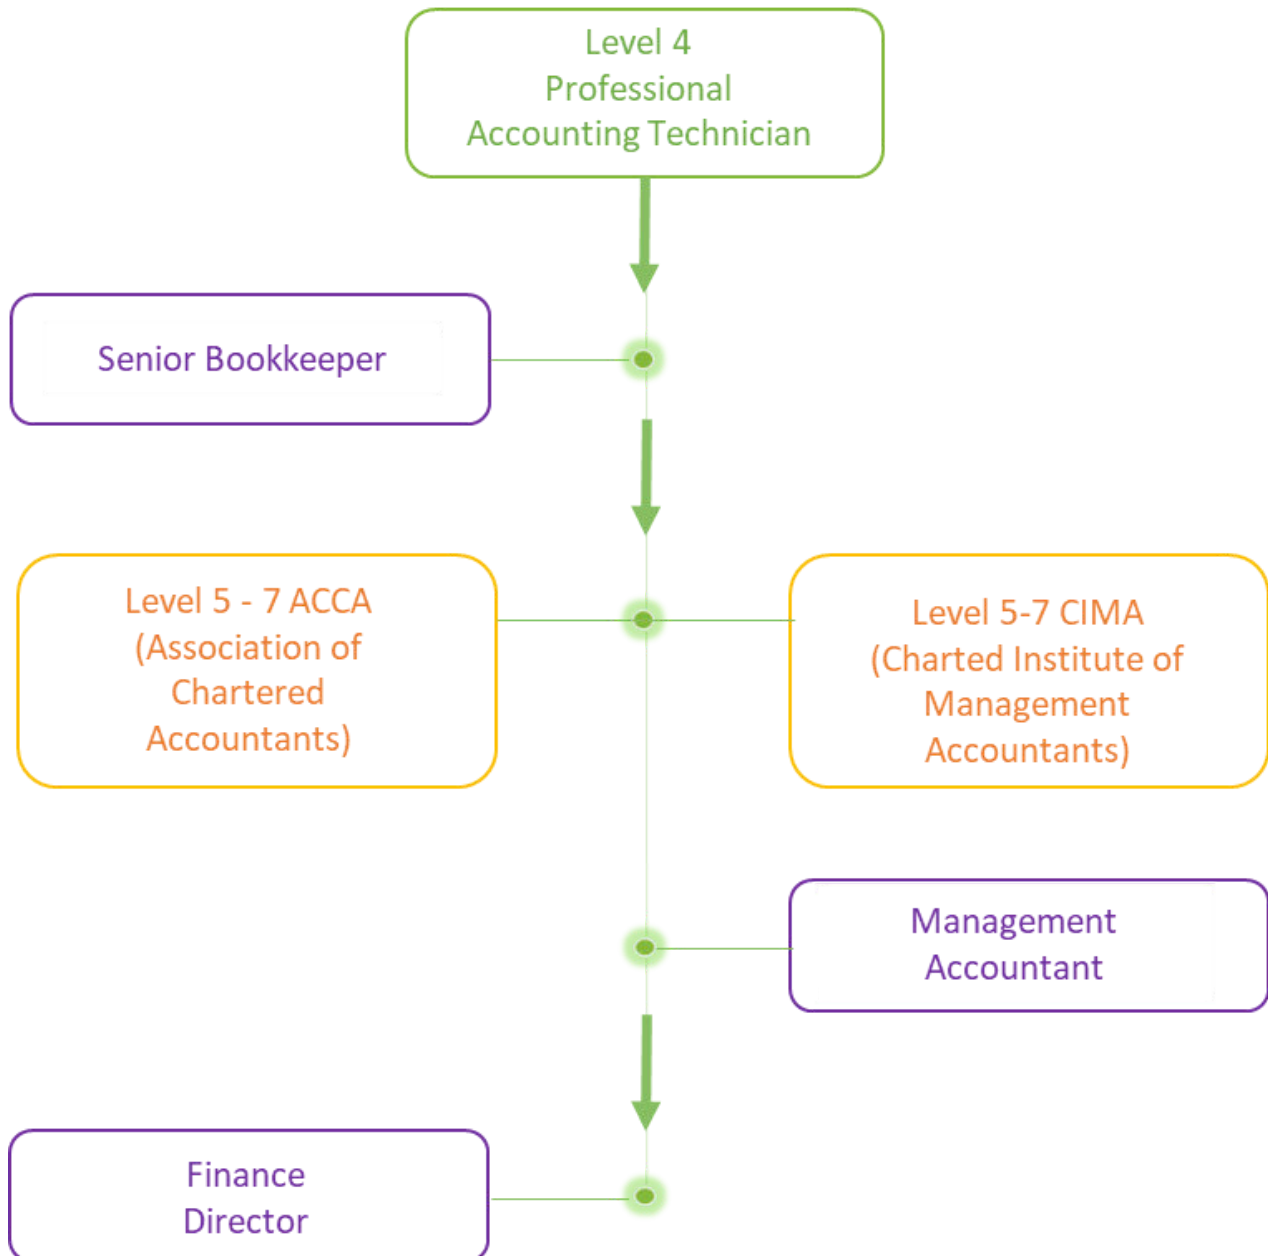 Level 4
Professional
Accounting Technician
Senior Bookkeeper
Level 5 - 7 ACCA
(Association of
Chartered
Accountants)
Level 5-7 CIMA
(Charted Institute of
Management
Accountants)
Management
Accountant
Finance
Director